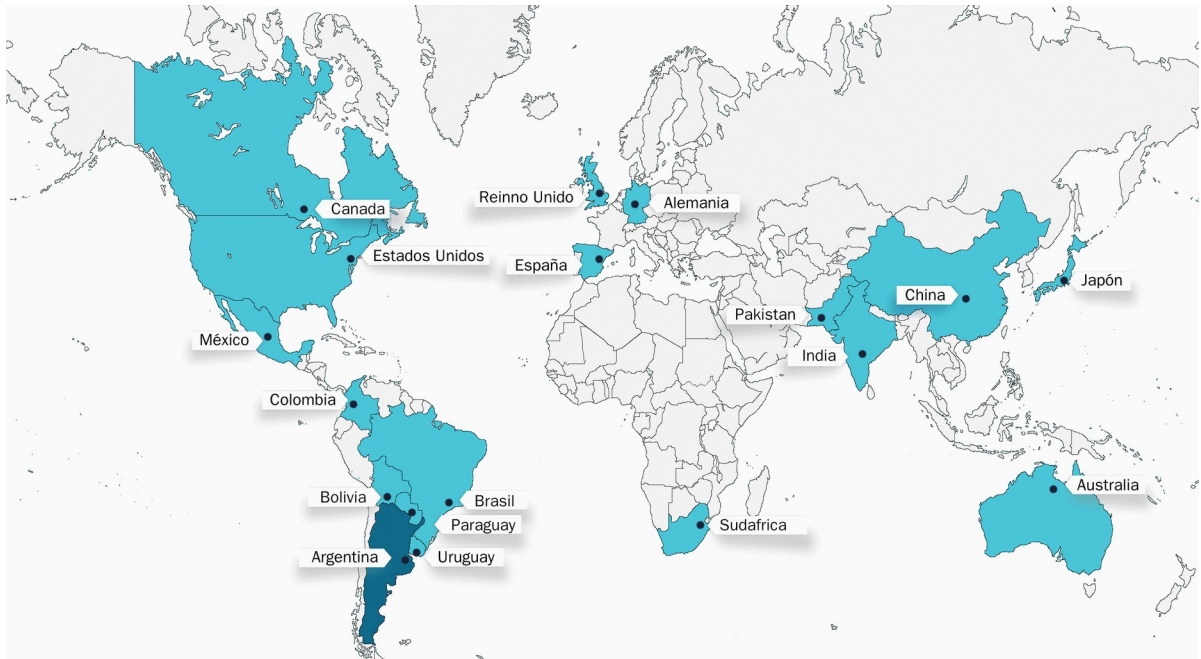 Reinno Unido
Alemania
Canada
Estados Unidos
España
Japón
China
Pakistan
México
India
Colombia
Australia
Bolivia
Brasil
Paraguay
Sudafrica
Argentina
Uruguay